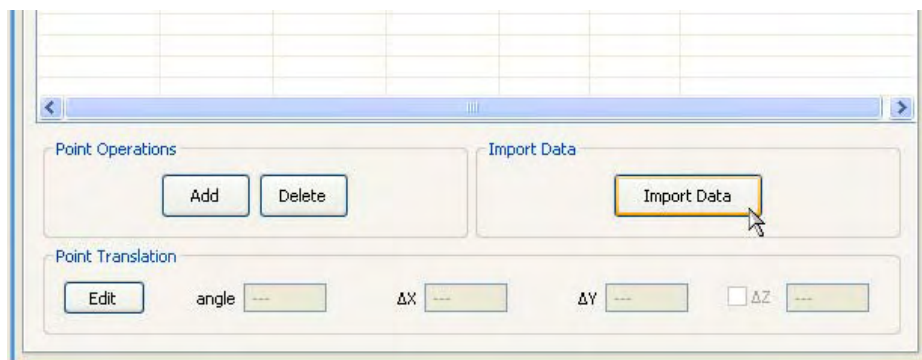 Point Operations
Import Data
Add
Delete
Import Data
Point Translation
Edit
angle ---
ΔX ---
ΔY ---
ΔZ ---